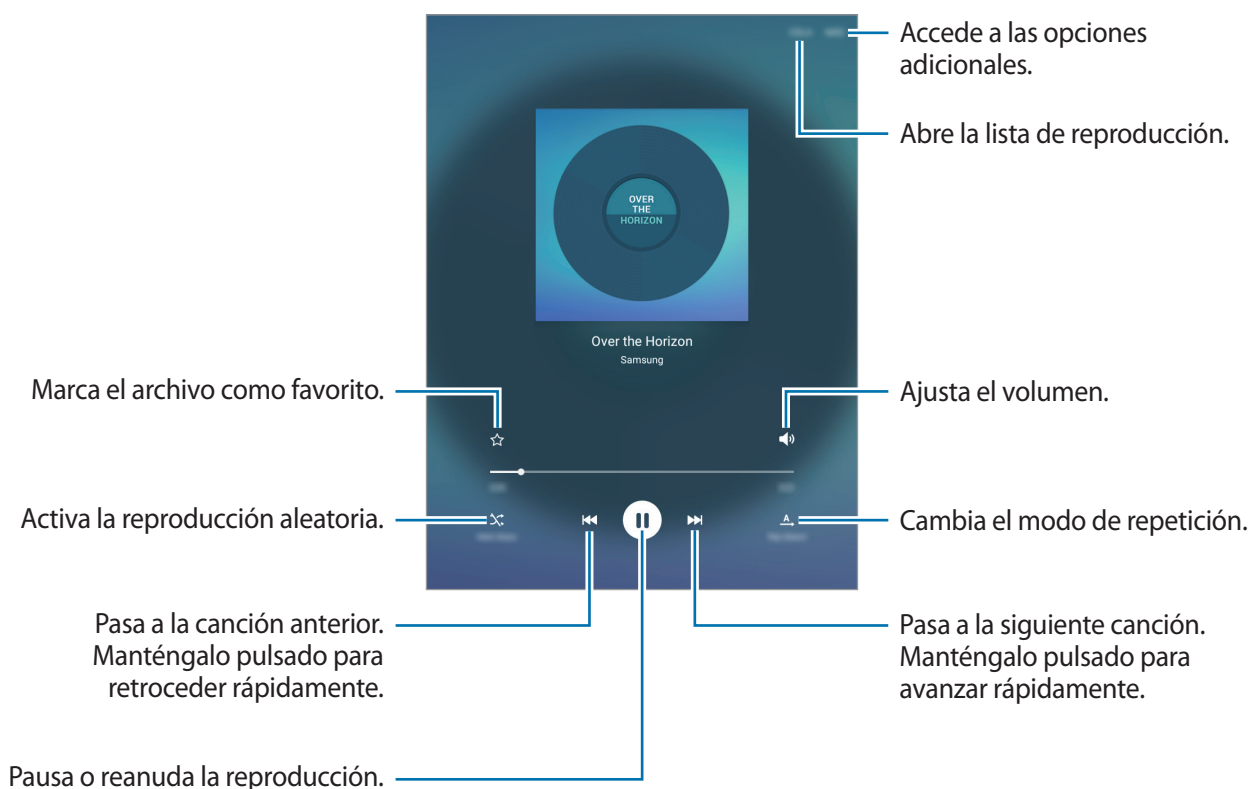 Accede a las opciones
adicionales.
Abre la lista de reproducción.
OVER
THE
HORIZON
Over the Horizon
Samsung
Marca el archivo como favorito.
Ajusta el volumen.
Activa la reproducción aleatoria.
A
Cambia el modo de repetición.
Pasa a la canción anterior.
Manténgalo pulsado para
retroceder rápidamente.
Pasa a la siguiente canción.
Manténgalo pulsado para
avanzar rápidamente.
Pausa o reanuda la reproducción.